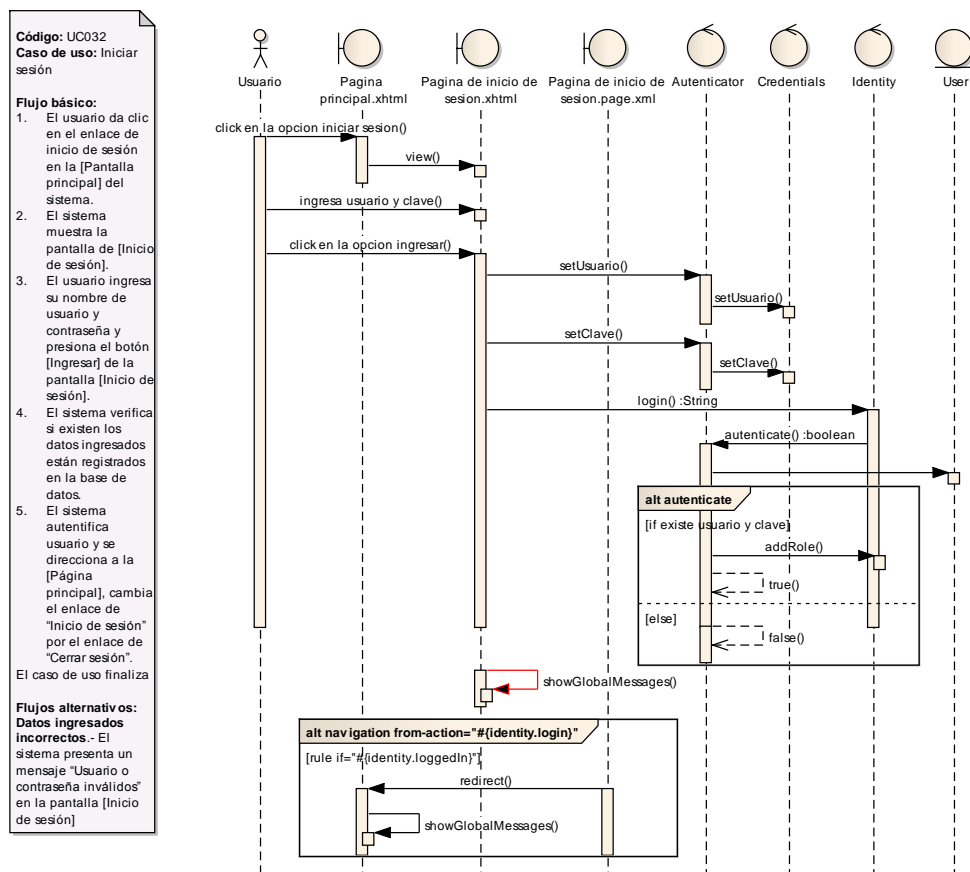 Código: UC032
Caso de uso: Iniciar
sesión
Flujo básico:
1. El usuario da clic
en el enlace de
inicio de sesión
en la [Pantalla
principal] del
sistema.
2. El sistema
muestra la
pantalla de [Inicio
de sesión].
3. El usuario ingresa
su nombre de
usuario y
contraseña y
presiona el botón
[Ingresar] de la
pantalla [Inicio de
sesión].
4. El sistema verifica
si existen los
datos ingresados
están registrados
en la base de
datos.
5. El sistema
autentifica
usuario y se
direcciona a la
[Página
principal], cambia
el enlace de
“Inicio de sesión”
por el enlace de
“Cerrar sesión”.
El caso de uso finaliza
Flujos alternativos:
Datos ingresados
incorrectos.- El
sistema presenta un
mensaje “Usuario o
contraseña inválidos”
en la pantalla [Inicio
de sesión]
Usuario
Pagina
principal.xhtml
Pagina de inicio de
sesion.xhtml
Pagina de inicio de
sesion.page.xml
Autenticator
Credentials
Identity
User
click en la opcion iniciar sesion()
view()
ingresa usuario y clave()
click en la opcion ingresar()
setUsuario()
setUsuario()
setClave()
setClave()
login() :String
autenticate() :boolean
alt autenticate
[if existe usuario y clave]
addRole()
true()
[else]
false()
showGlobalMessages()
alt navigation from-action="#{identity.login}"
[rule if="#{identity.loggedIn}"]
redirect()
showGlobalMessages()